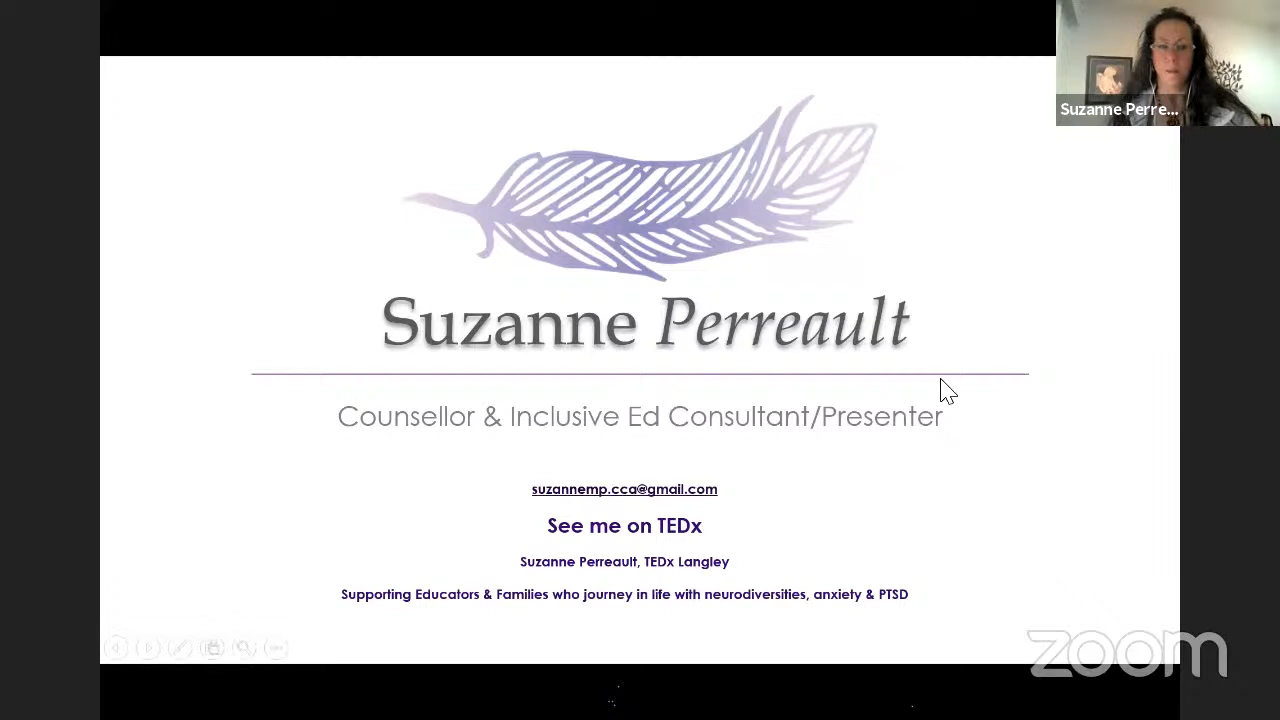 Suzanne Perre...
Suzanne Perreault
Counsellor & Inclusive Ed Consultant/Presenter
suzannemp.cca@gmail.com
See me on TEDx
Suzanne Perreault, TEDx Langley
Supporting Educators & Families who journey in life with neurodiversities, anxiety & PTSD
zoom